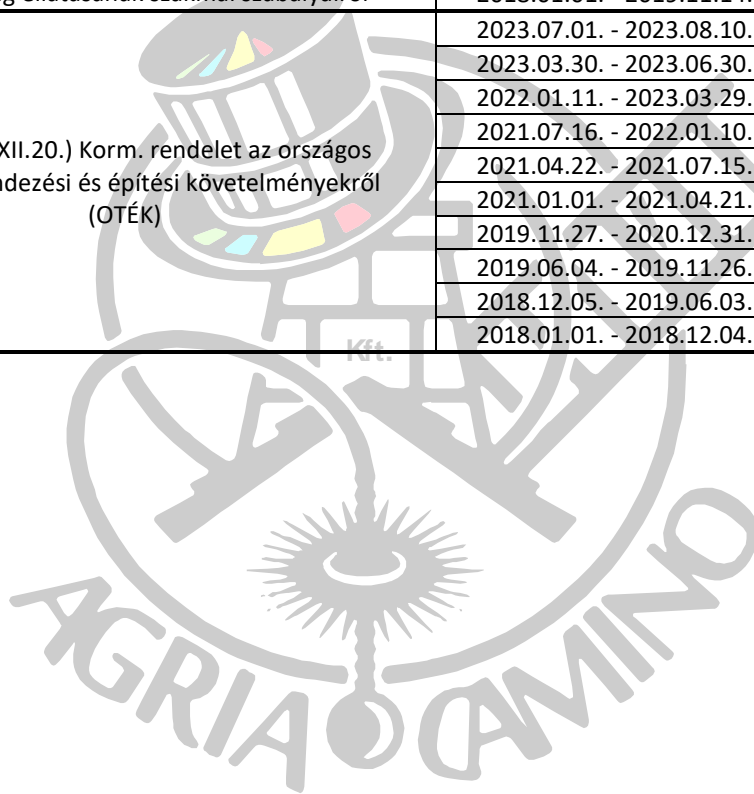 2023.07.01. - 2023.08.10.
2023.03.30. - 2023.06.30.
2022.01.11. - 2023.03.29.
XII.20.) Korm. rendelet az országos
ndezési és építési követelményekről
(OTÉK)
2021.07.16. - 2022.01.10.
2021.04.22. - 2021.07.15.
2021.01.01. - 2021.04.21.
2019.11.27. - 2020.12.31.
2019.06.04. - 2019.11.26.
2018.12.05. - 2019.06.03.
2018.01.01. - 2018.12.04.
Kft.
AGRIA CAMINO